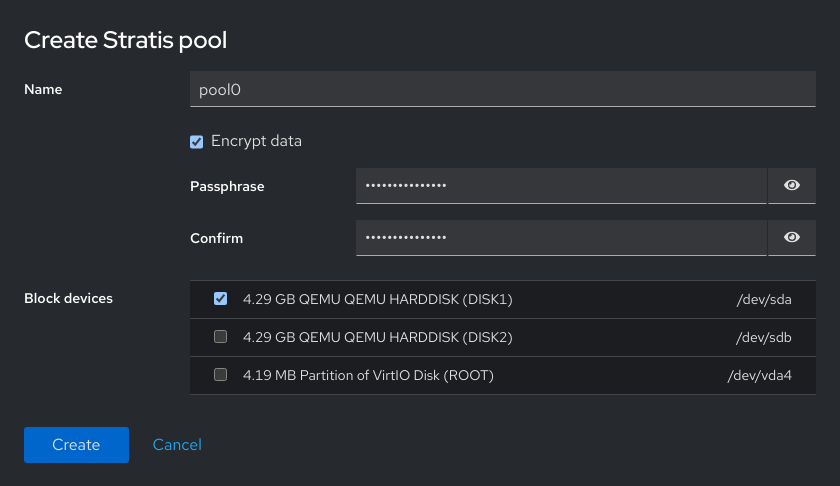 Create Stratis pool
Name
pool0
Encrypt data
Passphrase •••••••••••••••
Confirm •••••••••••••••
Block devices
4.29 GB QEMU QEMU HARDDISK (DISK1) /dev/sda
4.29 GB QEMU QEMU HARDDISK (DISK2) /dev/sdb
4.19 MB Partition of VirtIO Disk (ROOT) /dev/vda4
Create Cancel